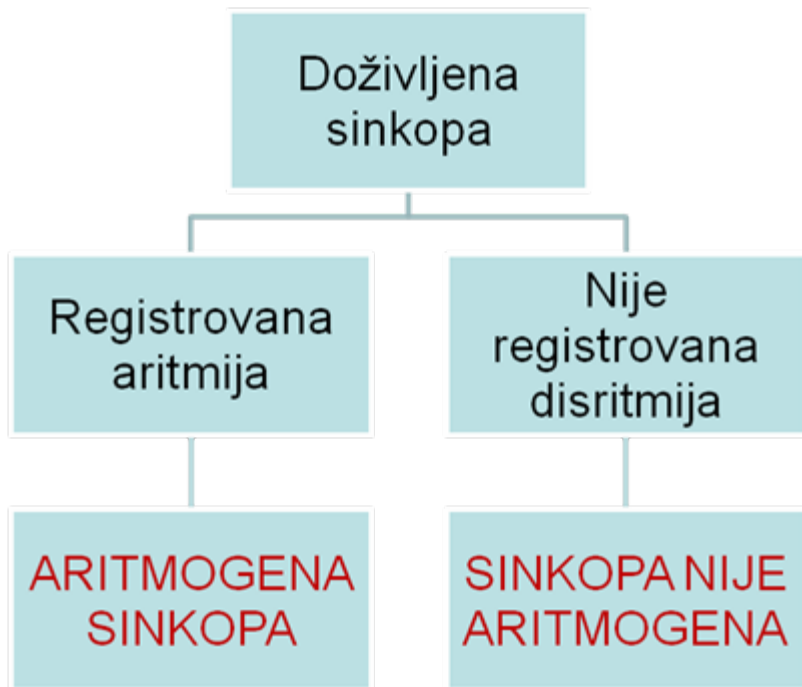 Doživljena
sinkopa
Registrovana
aritmija
Nije
registrovana
disritmija
ARITMOGENA
SINKOPA
SINKOPA NIJE
ARITMOGENA